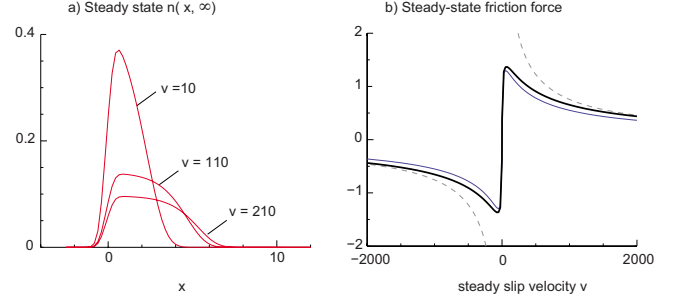 a) Steady state n( x, ∞)
0.4
0.2
0
0
10
x
v =10
v =110
v =210
b) Steady-state friction force
2
1
0
−1
−2
−2000
0
2000
steady slip velocity v